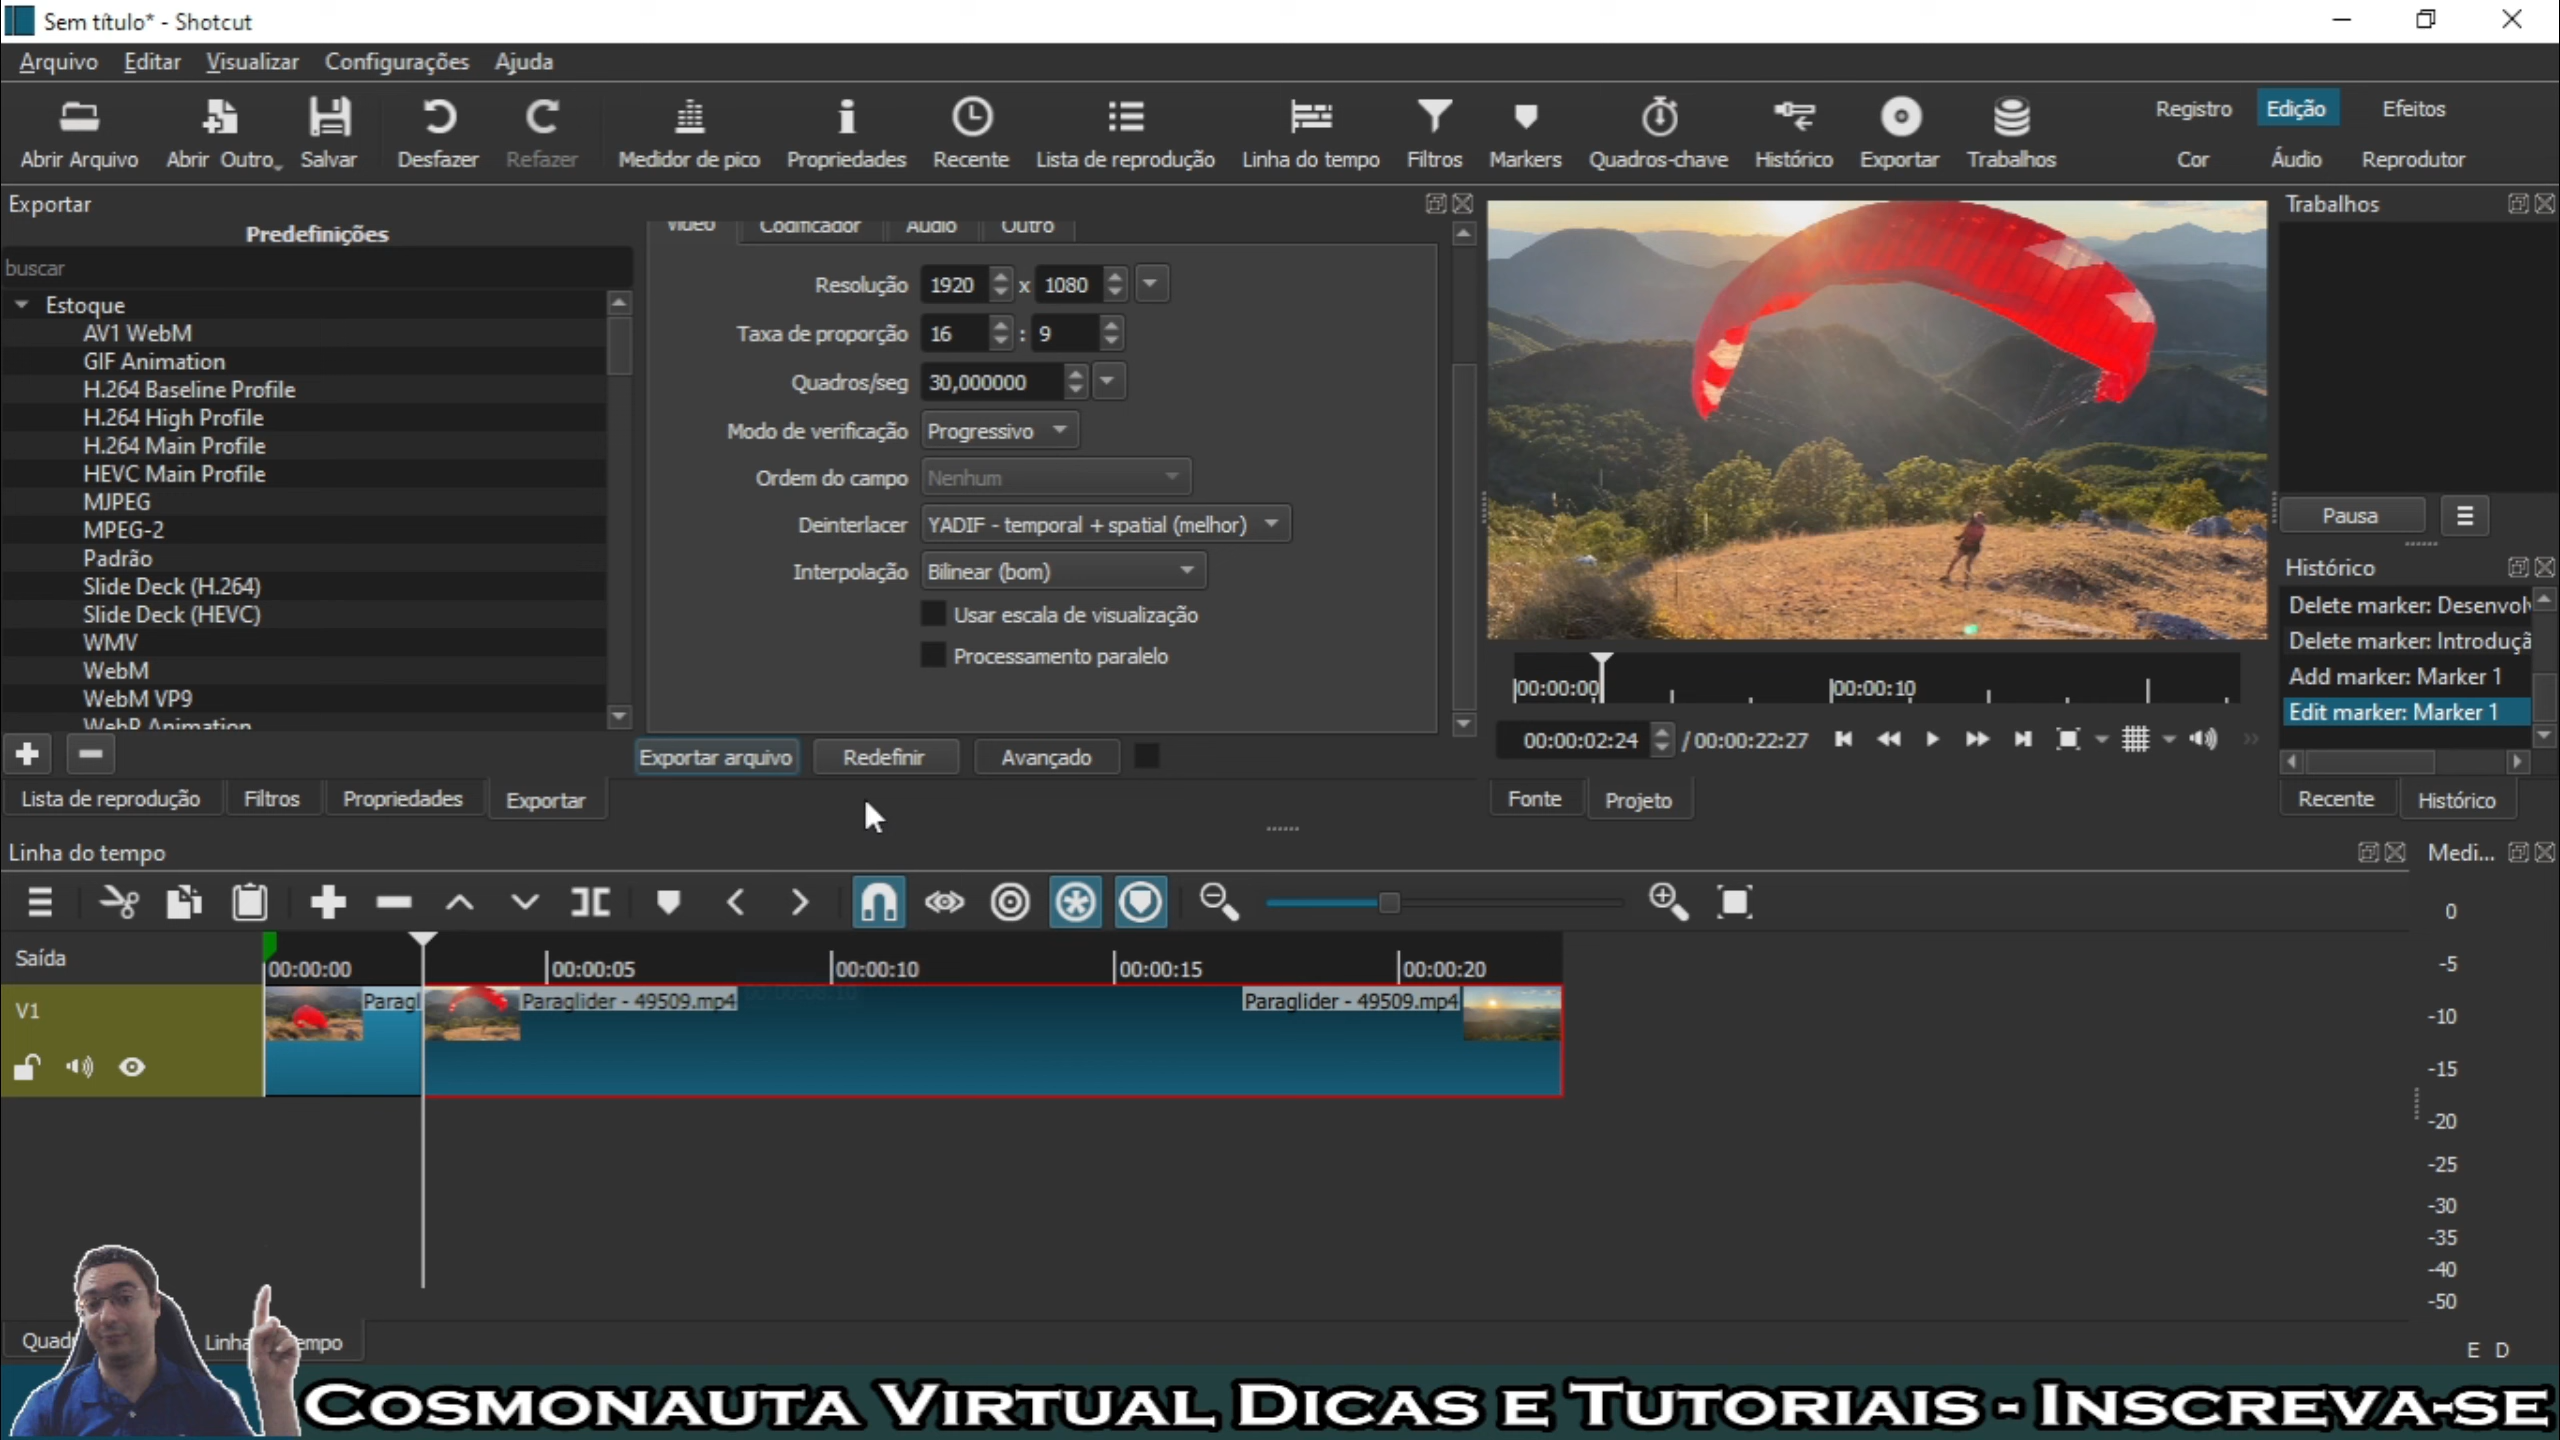 Sem título* - Shotcut
Arquivo Editar Visualizar Configurações Ajuda
Abrir Arquivo Abrir Outro Salvar Desfazer Refazer Medidor de pico Propriedades Recente Lista de reprodução Linha do tempo Filtros Markers Quadros-chave Histórico Exportar Trabalhos
Registro Edição Efeitos
Cor Áudio Reprodutor
Exportar
Predefinições
buscar
Estoque
AV1 WebM
GIF Animation
H.264 Baseline Profile
H.264 High Profile
H.264 Main Profile
HEVC Main Profile
MJPEG
MPEG-2
Padrão
Slide Deck (H.264)
Slide Deck (HEVC)
WMV
WebM
WebM VP9
WebP Animation
Vídeo Codificador Áudio Outro
Resolução 1920 x 1080
Taxa de proporção 16 : 9
Quadros/seg 30,000000
Modo de verificação Progressivo
Ordem do campo Nenhum
Deinterlacer YADIF - temporal + spatial (melhor)
Interpolação Bilinear (bom)
Usar escala de visualização
Processamento paralelo
Exportar arquivo Redefinir Avançado
Lista de reprodução Filtros Propriedades Exportar
00:00:00 00:00:10
00:00:02:24 / 00:00:22:27
Fonte Projeto
Trabalhos
Pausa
Histórico
Delete marker: Desenvolv
Delete marker: Introduçã
Add marker: Marker 1
Edit marker: Marker 1
Recente Histórico
Linha do tempo
Medi...
Saída
00:00:00 00:00:05 00:00:10 00:00:15 00:00:20
V1
Paragl Paraglider - 49509.mp4 Paraglider - 49509.mp4
0
-5
-10
-15
-20
-25
-30
-35
-40
-50
E D
Quad Linha empo
COSMONAUTA VIRTUAL DICAS E TUTORIAIS - INSCREVA-SE